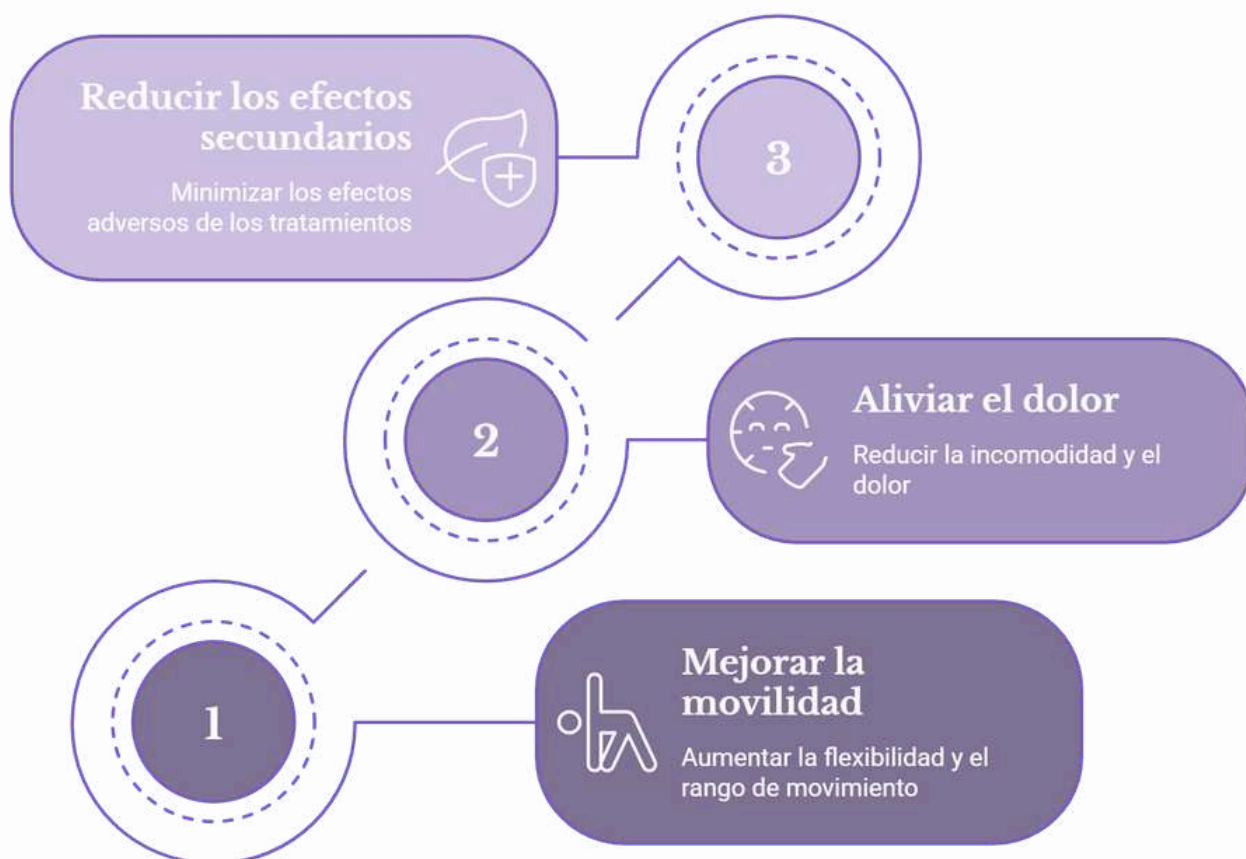 Reducir los efectos
secundarios
Minimizar los efectos
adversos de los tratamientos
3
2
Aliviar el dolor
Reducir la incomodidad y el
dolor
1
Mejorar la
movilidad
Aumentar la flexibilidad y el
rango de movimiento